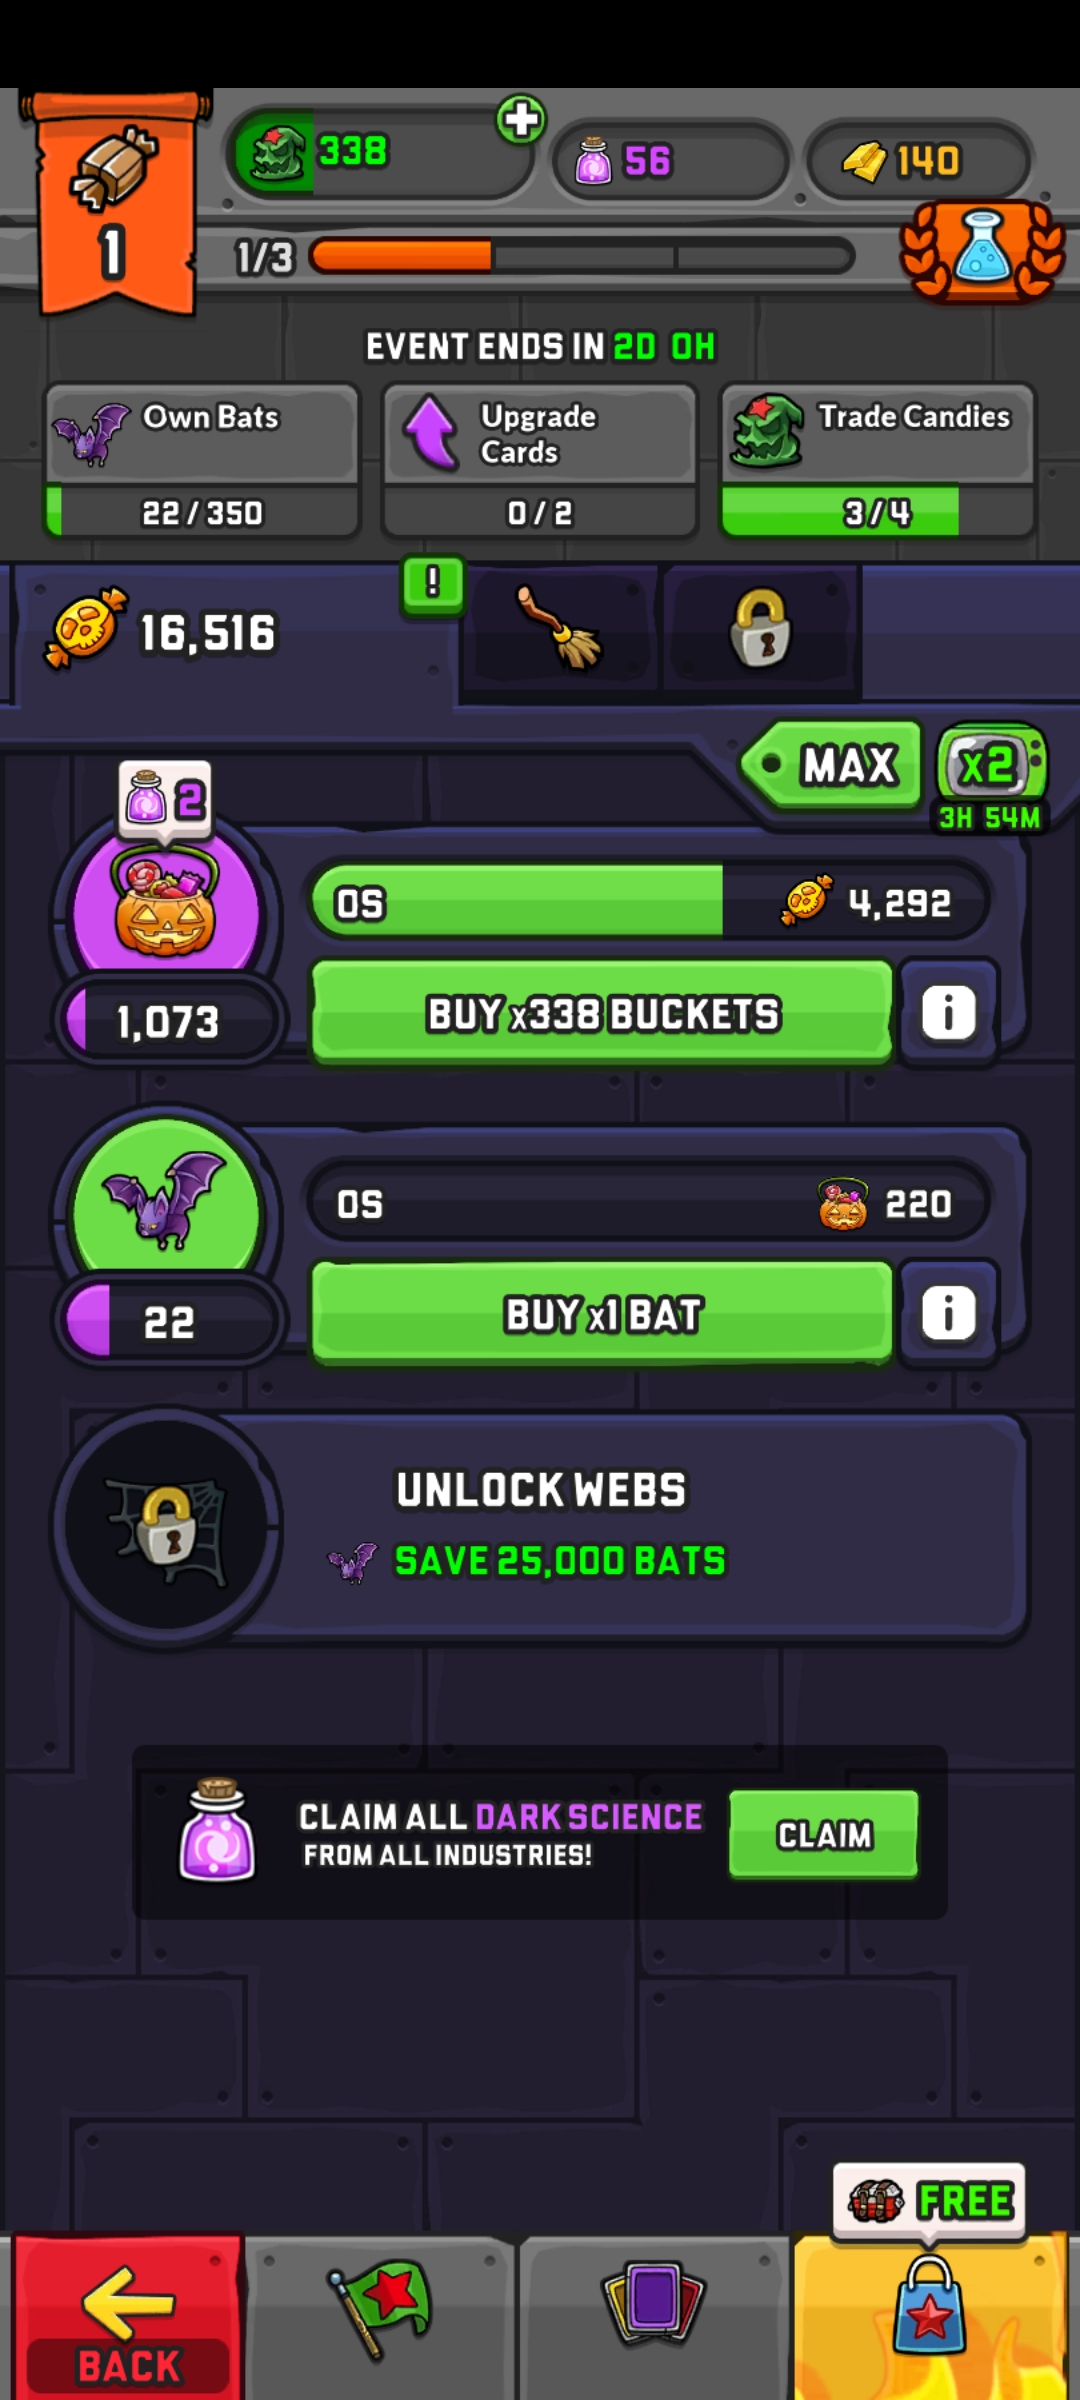 338
56
140
1
1/3
EVENT ENDS IN 2D 0H
Own Bats
22/350
Upgrade
Cards
0/2
Trade Candies
3/4
16,516
!
MAX
x2
3H 54M
2
0S
4,292
1,073
BUY x338 BUCKETS
i
0S
220
22
BUY x1 BAT
i
UNLOCK WEBS
SAVE 25,000 BATS
CLAIM ALL DARK SCIENCE
FROM ALL INDUSTRIES!
CLAIM
FREE
BACK